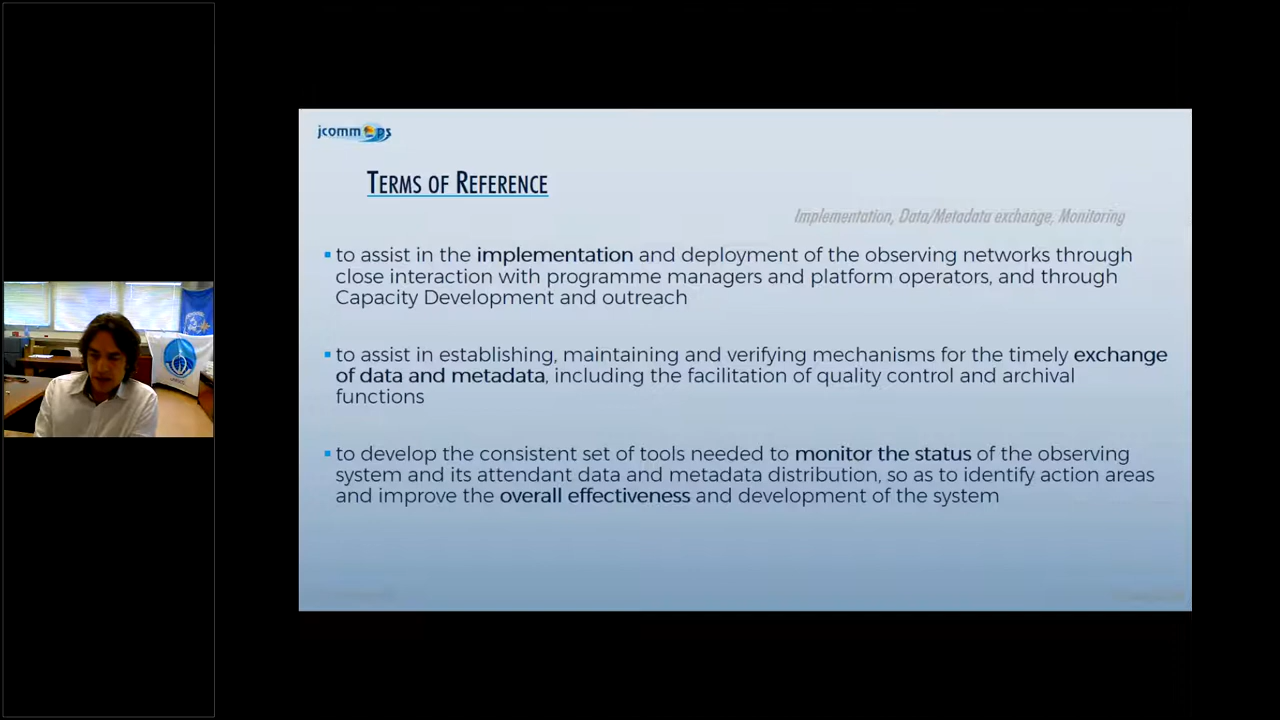 jcommops
TERMS OF REFERENCE
Implementation, Data/Metadata exchange, Monitoring
▪ to assist in the implementation and deployment of the observing networks through
close interaction with programme managers and platform operators, and through
Capacity Development and outreach
▪ to assist in establishing, maintaining and verifying mechanisms for the timely exchange
of data and metadata, including the facilitation of quality control and archival
functions
▪ to develop the consistent set of tools needed to monitor the status of the observing
system and its attendant data and metadata distribution, so as to identify action areas
and improve the overall effectiveness and development of the system